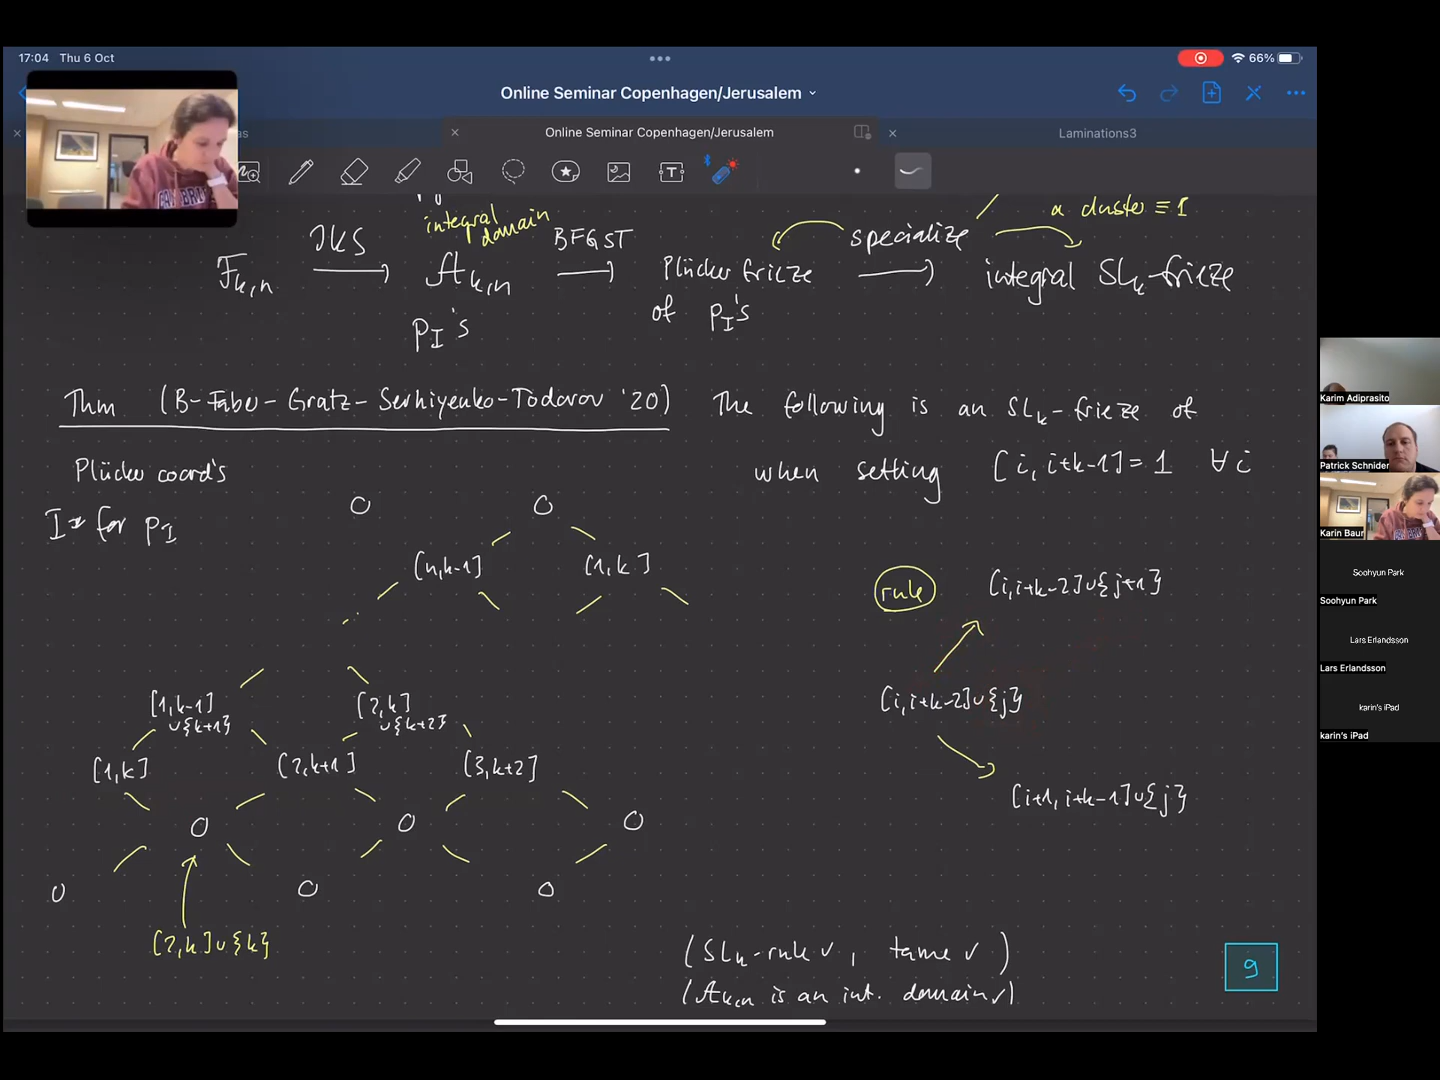 17:04 Thu 6 Oct
66%
Online Seminar Copenhagen/Jerusalem
as
Online Seminar Copenhagen/Jerusalem
Laminations3
integral domain
a cluster ≡ 1
JKS
BFGST
specialize
F_{k,n} → A_{k,n} → Plücker frieze → integral SL_k-frieze
p_I's
of p_I's
Thm (B-Faber-Gratz-Serhiyenko-Todorov '20) The following is an SL_k-frieze of
Plücker coord's
when setting [i, i+k-1] = 1 ∀ i
I for p_I
0 0
[n,k-1] [1,k]
rule
[i,i+k-2]∪{j+1}
[i,i+k-2]∪{j}
[i+1,i+k-1]∪{j}
[1,k-1] ∪{k+1}
[2,k] ∪{k+2}
[1,k] [2,k+1] [3,k+2]
0 0 0
0 0 0
[2,k]∪{k}
(SL_k-rule ✓, tame ✓)
(A_{k,n} is an int. domain ✓)
9
Karim Adiprasito
Patrick Schnider
Karin Baur
Soohyun Park
Soohyun Park
Lars Erlandsson
Lars Erlandsson
karin's iPad
karin's iPad